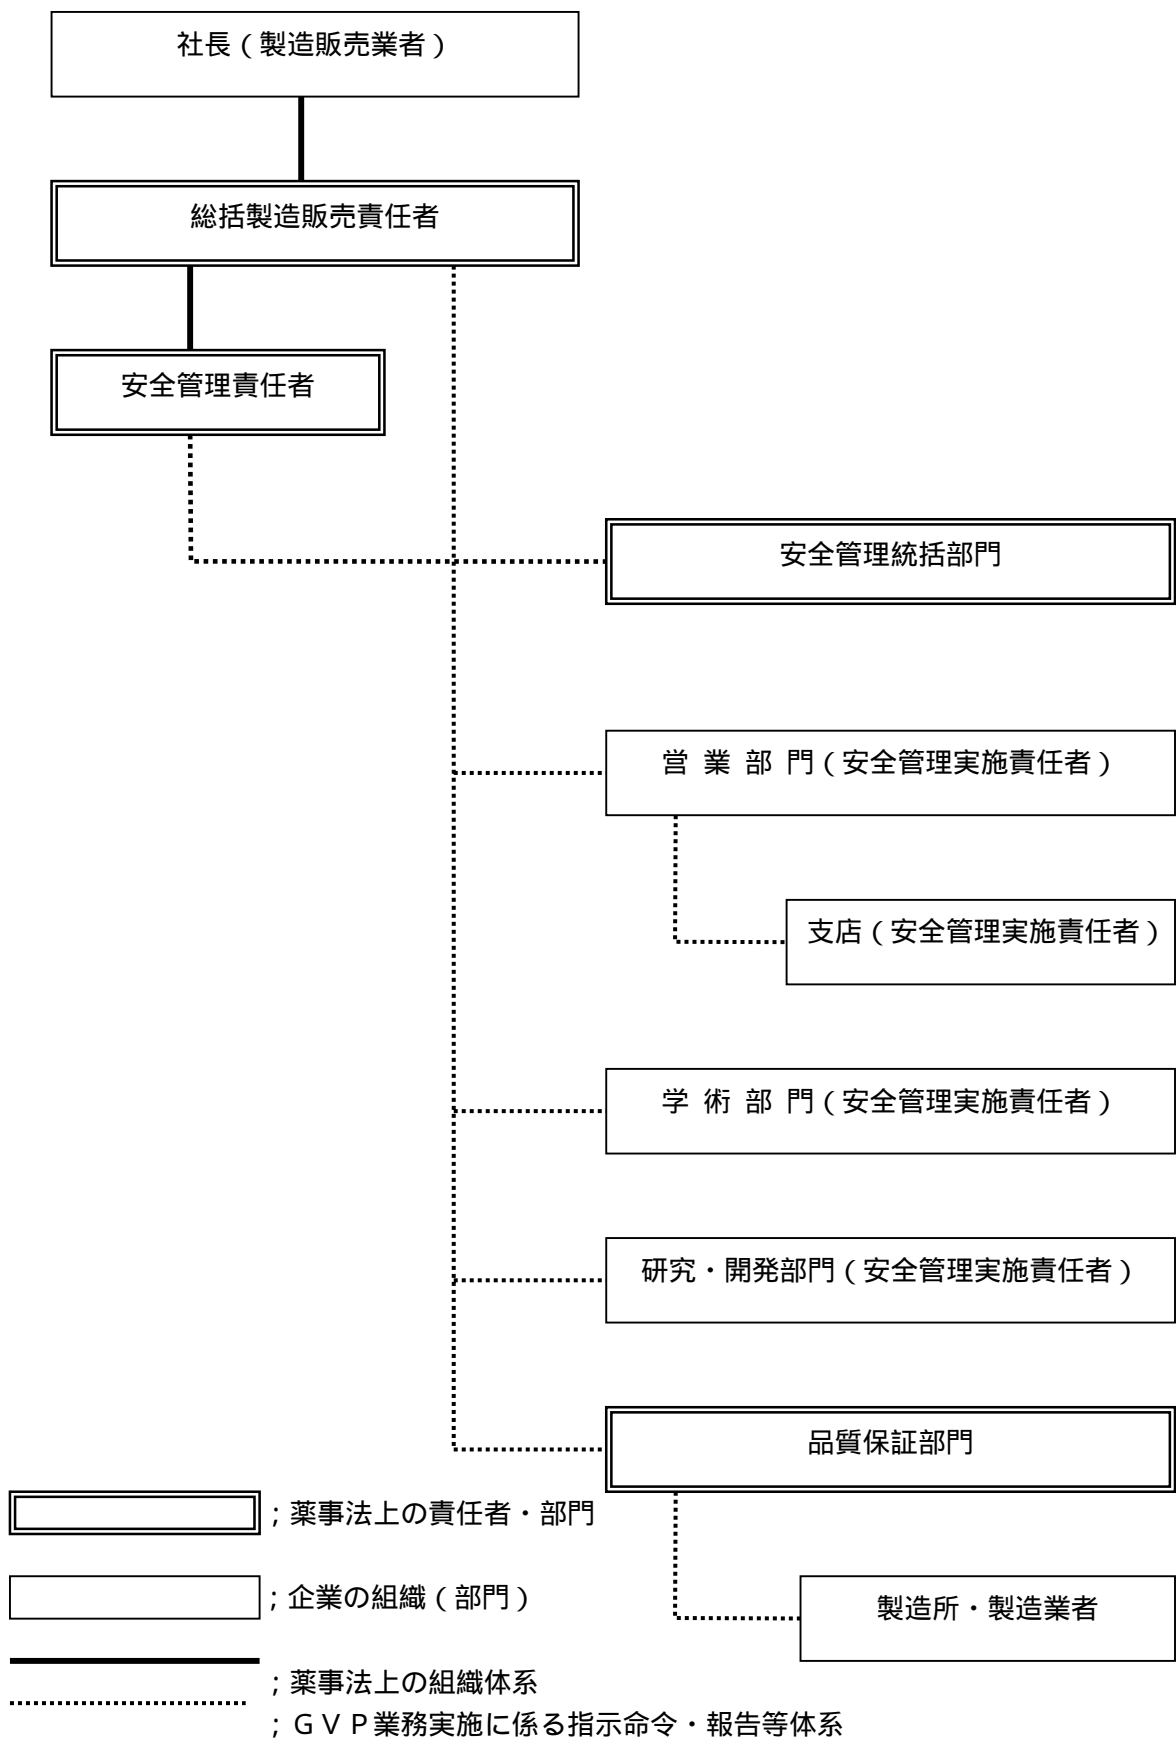 社長（製造販売業者）
総括製造販売責任者
安全管理責任者
安全管理統括部門
営 業 部 門（安全管理実施責任者）
支店（安全管理実施責任者）
学 術 部 門（安全管理実施責任者）
研究・開発部門（安全管理実施責任者）
品質保証部門
；薬事法上の責任者・部門
；企業の組織（部門）
製造所・製造業者
；薬事法上の組織体系
；ＧＶＰ業務実施に係る指示命令・報告等体系